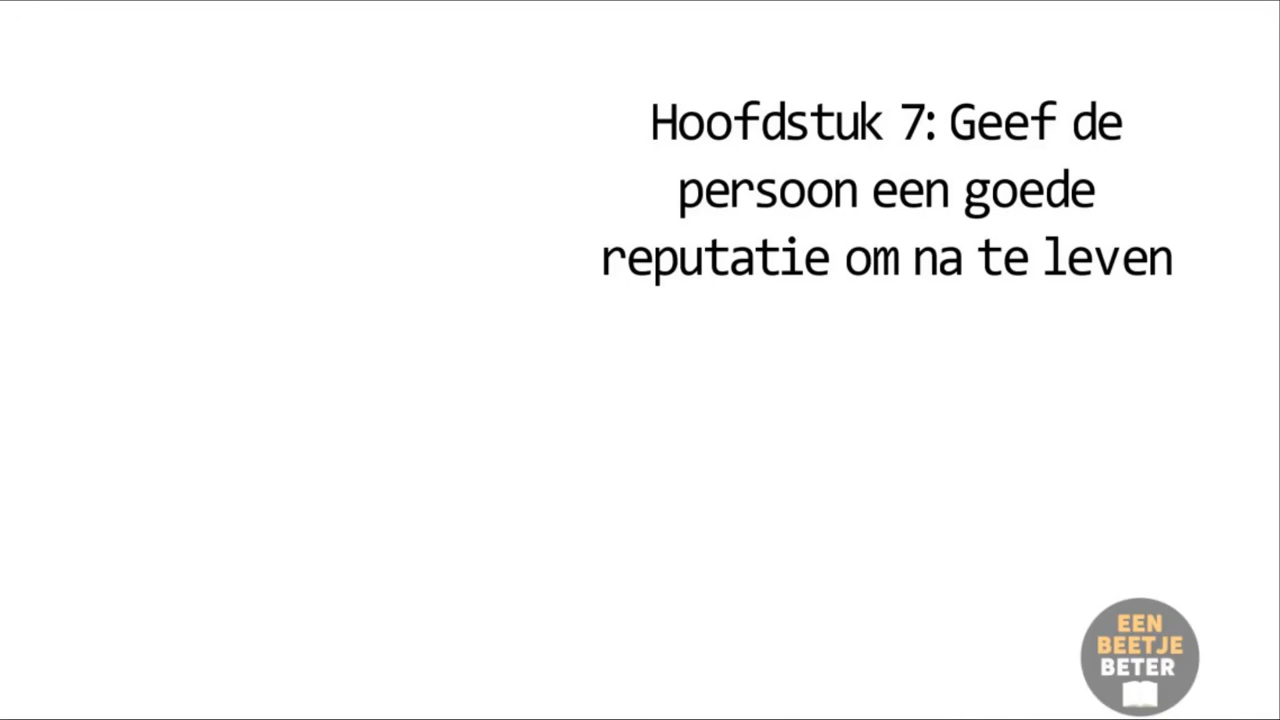 Hoofdstuk 7: Geef de
persoon een goede
reputatie om na te leven
EEN
BEETJE
BETER